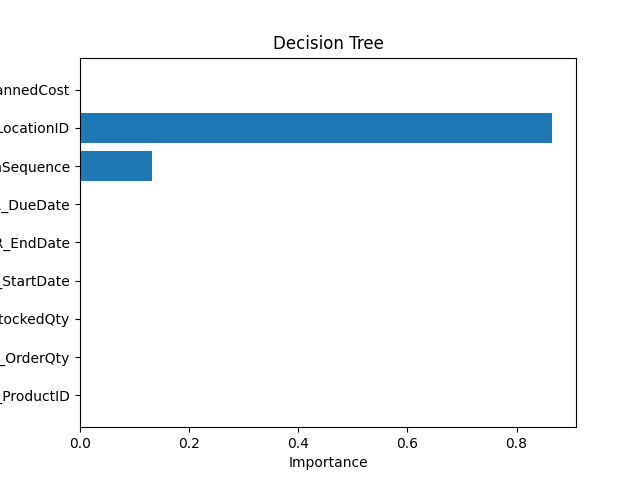 Decision Tree
annedCost
LocationID
Sequence
_DueDate
R_EndDate
_StartDate
tockedQty
_OrderQty
_ProductID
0.0 0.2 0.4 0.6 0.8
Importance